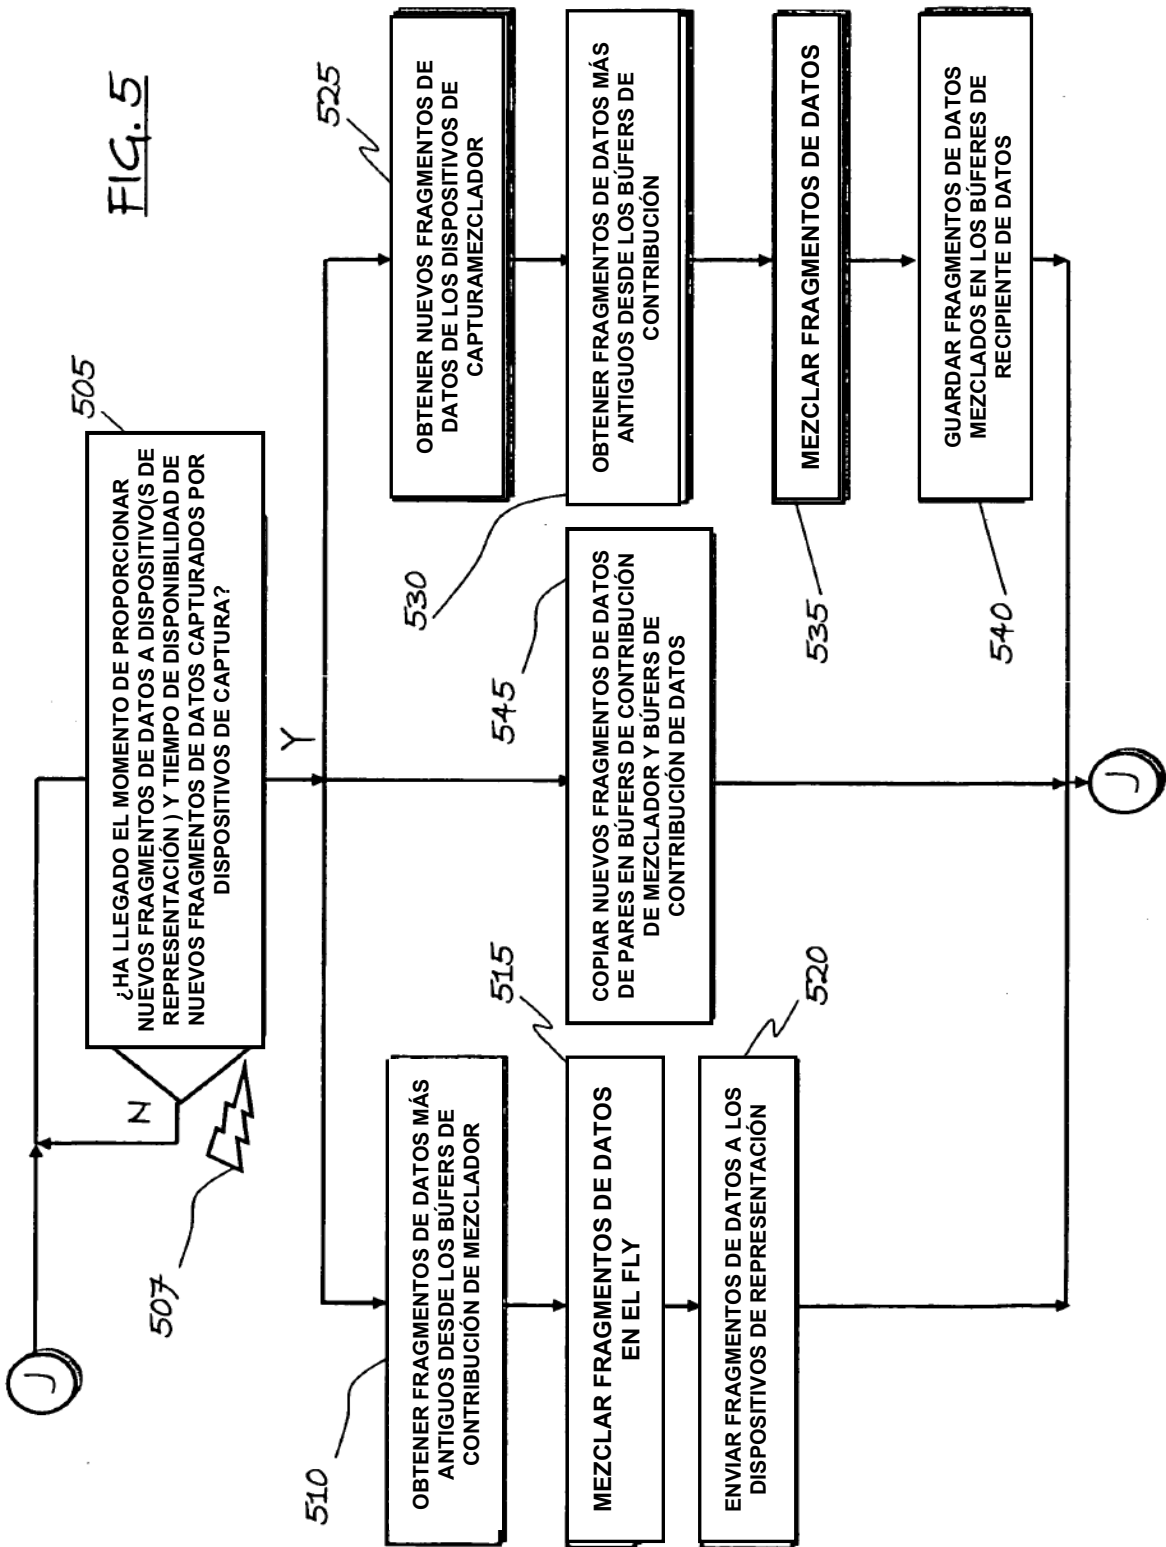 FIG. 5
J
505
¿HA LLEGADO EL MOMENTO DE PROPORCIONAR
NUEVOS FRAGMENTOS DE DATOS A DISPOSITIVO(S DE
REPRESENTACIÓN ) Y TIEMPO DE DISPONIBILIDAD DE
NUEVOS FRAGMENTOS DE DATOS CAPTURADOS POR
DISPOSITIVOS DE CAPTURA?
N
507
Y
510
OBTENER FRAGMENTOS DE DATOS MÁS
ANTIGUOS DESDE LOS BÚFERS DE
CONTRIBUCIÓN DE MEZCLADOR
515
MEZCLAR FRAGMENTOS DE DATOS
EN EL FLY
520
ENVIAR FRAGMENTOS DE DATOS A LOS
DISPOSITIVOS DE REPRESENTACIÓN
545
COPIAR NUEVOS FRAGMENTOS DE DATOS
DE PARES EN BÚFERS DE CONTRIBUCIÓN
DE MEZCLADOR Y BÚFERS DE
CONTRIBUCIÓN DE DATOS
525
OBTENER NUEVOS FRAGMENTOS DE
DATOS DE LOS DISPOSITIVOS DE
CAPTURAMEZCLADOR
530
OBTENER FRAGMENTOS DE DATOS MÁS
ANTIGUOS DESDE LOS BÚFERS DE
CONTRIBUCIÓN
535
MEZCLAR FRAGMENTOS DE DATOS
540
GUARDAR FRAGMENTOS DE DATOS
MEZCLADOS EN LOS BÚFERES DE
RECIPIENTE DE DATOS
J